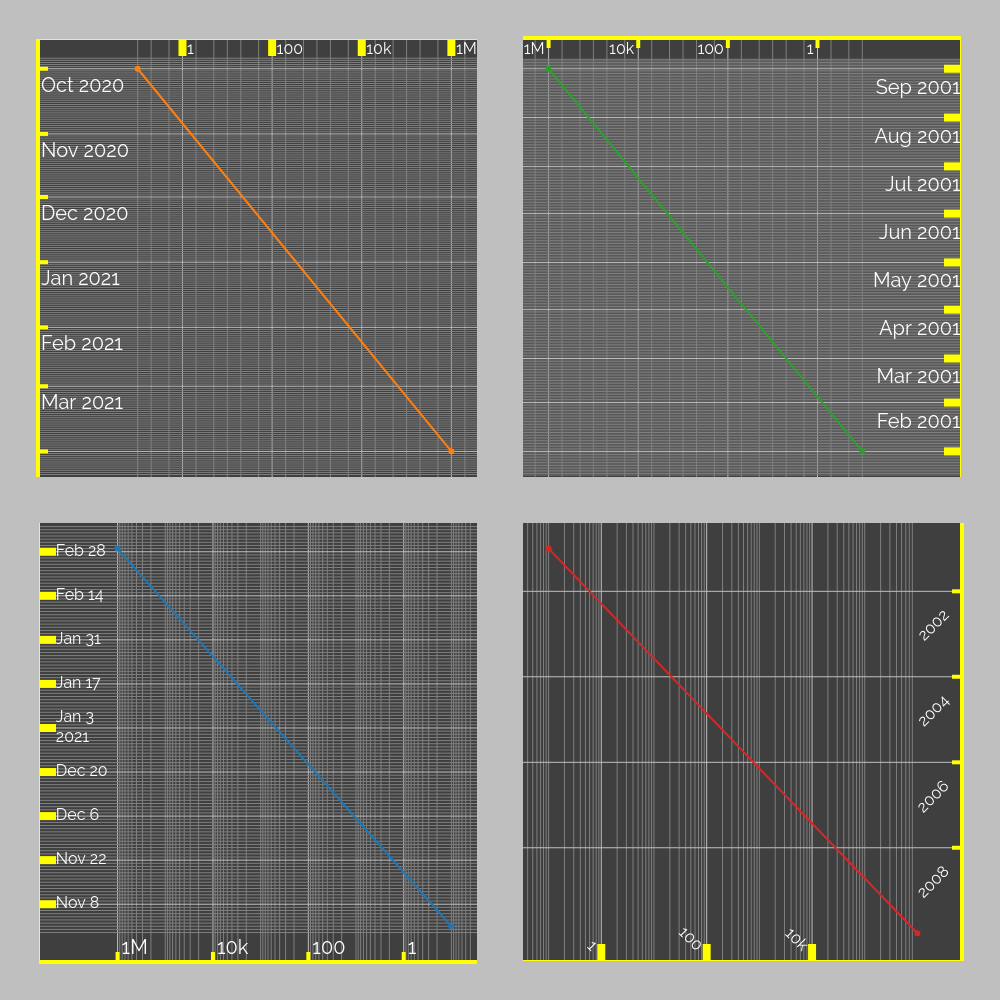 1 100 10k 1M
Oct 2020
Nov 2020
Dec 2020
Jan 2021
Feb 2021
Mar 2021
1M 10k 100 1
Sep 2001
Aug 2001
Jul 2001
Jun 2001
May 2001
Apr 2001
Mar 2001
Feb 2001
Feb 28
Feb 14
Jan 31
Jan 17
Jan 3
2021
Dec 20
Dec 6
Nov 22
Nov 8
1M 10k 100 1
2002
2004
2006
2008
1 100 10k